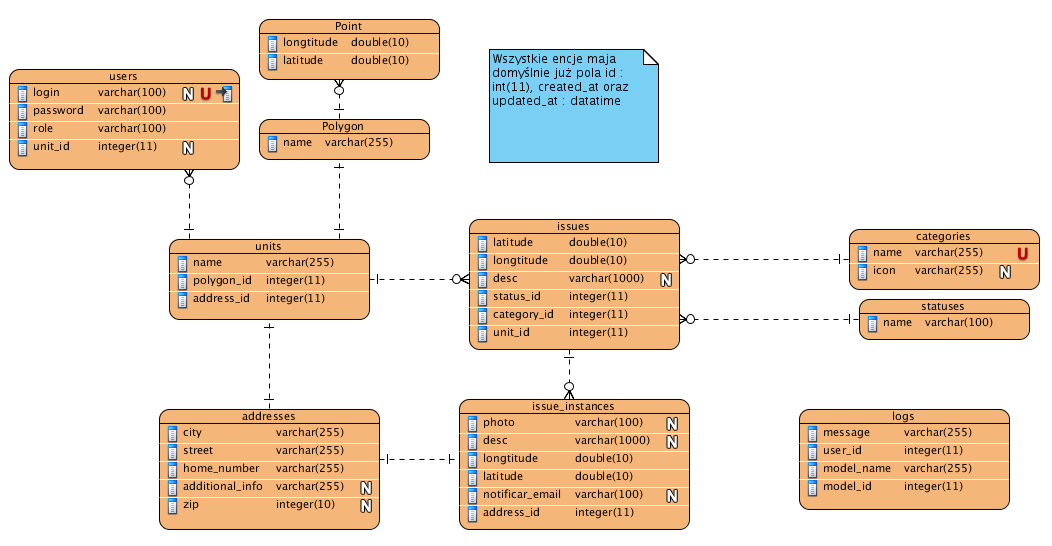 Point
longtitude double(10)
latitude double(10)
users
login varchar(100) N U
password varchar(100)
role varchar(100)
unit_id integer(11) N
Polygon
name varchar(255)
Wszystkie encje maja
domyślnie już pola id :
int(11), created_at oraz
updated_at : datatime
units
name varchar(255)
polygon_id integer(11)
address_id integer(11)
issues
latitude double(10)
longtitude double(10)
desc varchar(1000) N
status_id integer(11)
category_id integer(11)
unit_id integer(11)
categories
name varchar(255) U
icon varchar(255) N
statuses
name varchar(100)
addresses
city varchar(255)
street varchar(255)
home_number varchar(255)
additional_info varchar(255) N
zip integer(10) N
issue_instances
photo varchar(100) N
desc varchar(1000) N
longtitude double(10)
latitude double(10)
notificar_email varchar(100) N
address_id integer(11)
logs
message varchar(255)
user_id integer(11)
model_name varchar(255)
model_id integer(11)